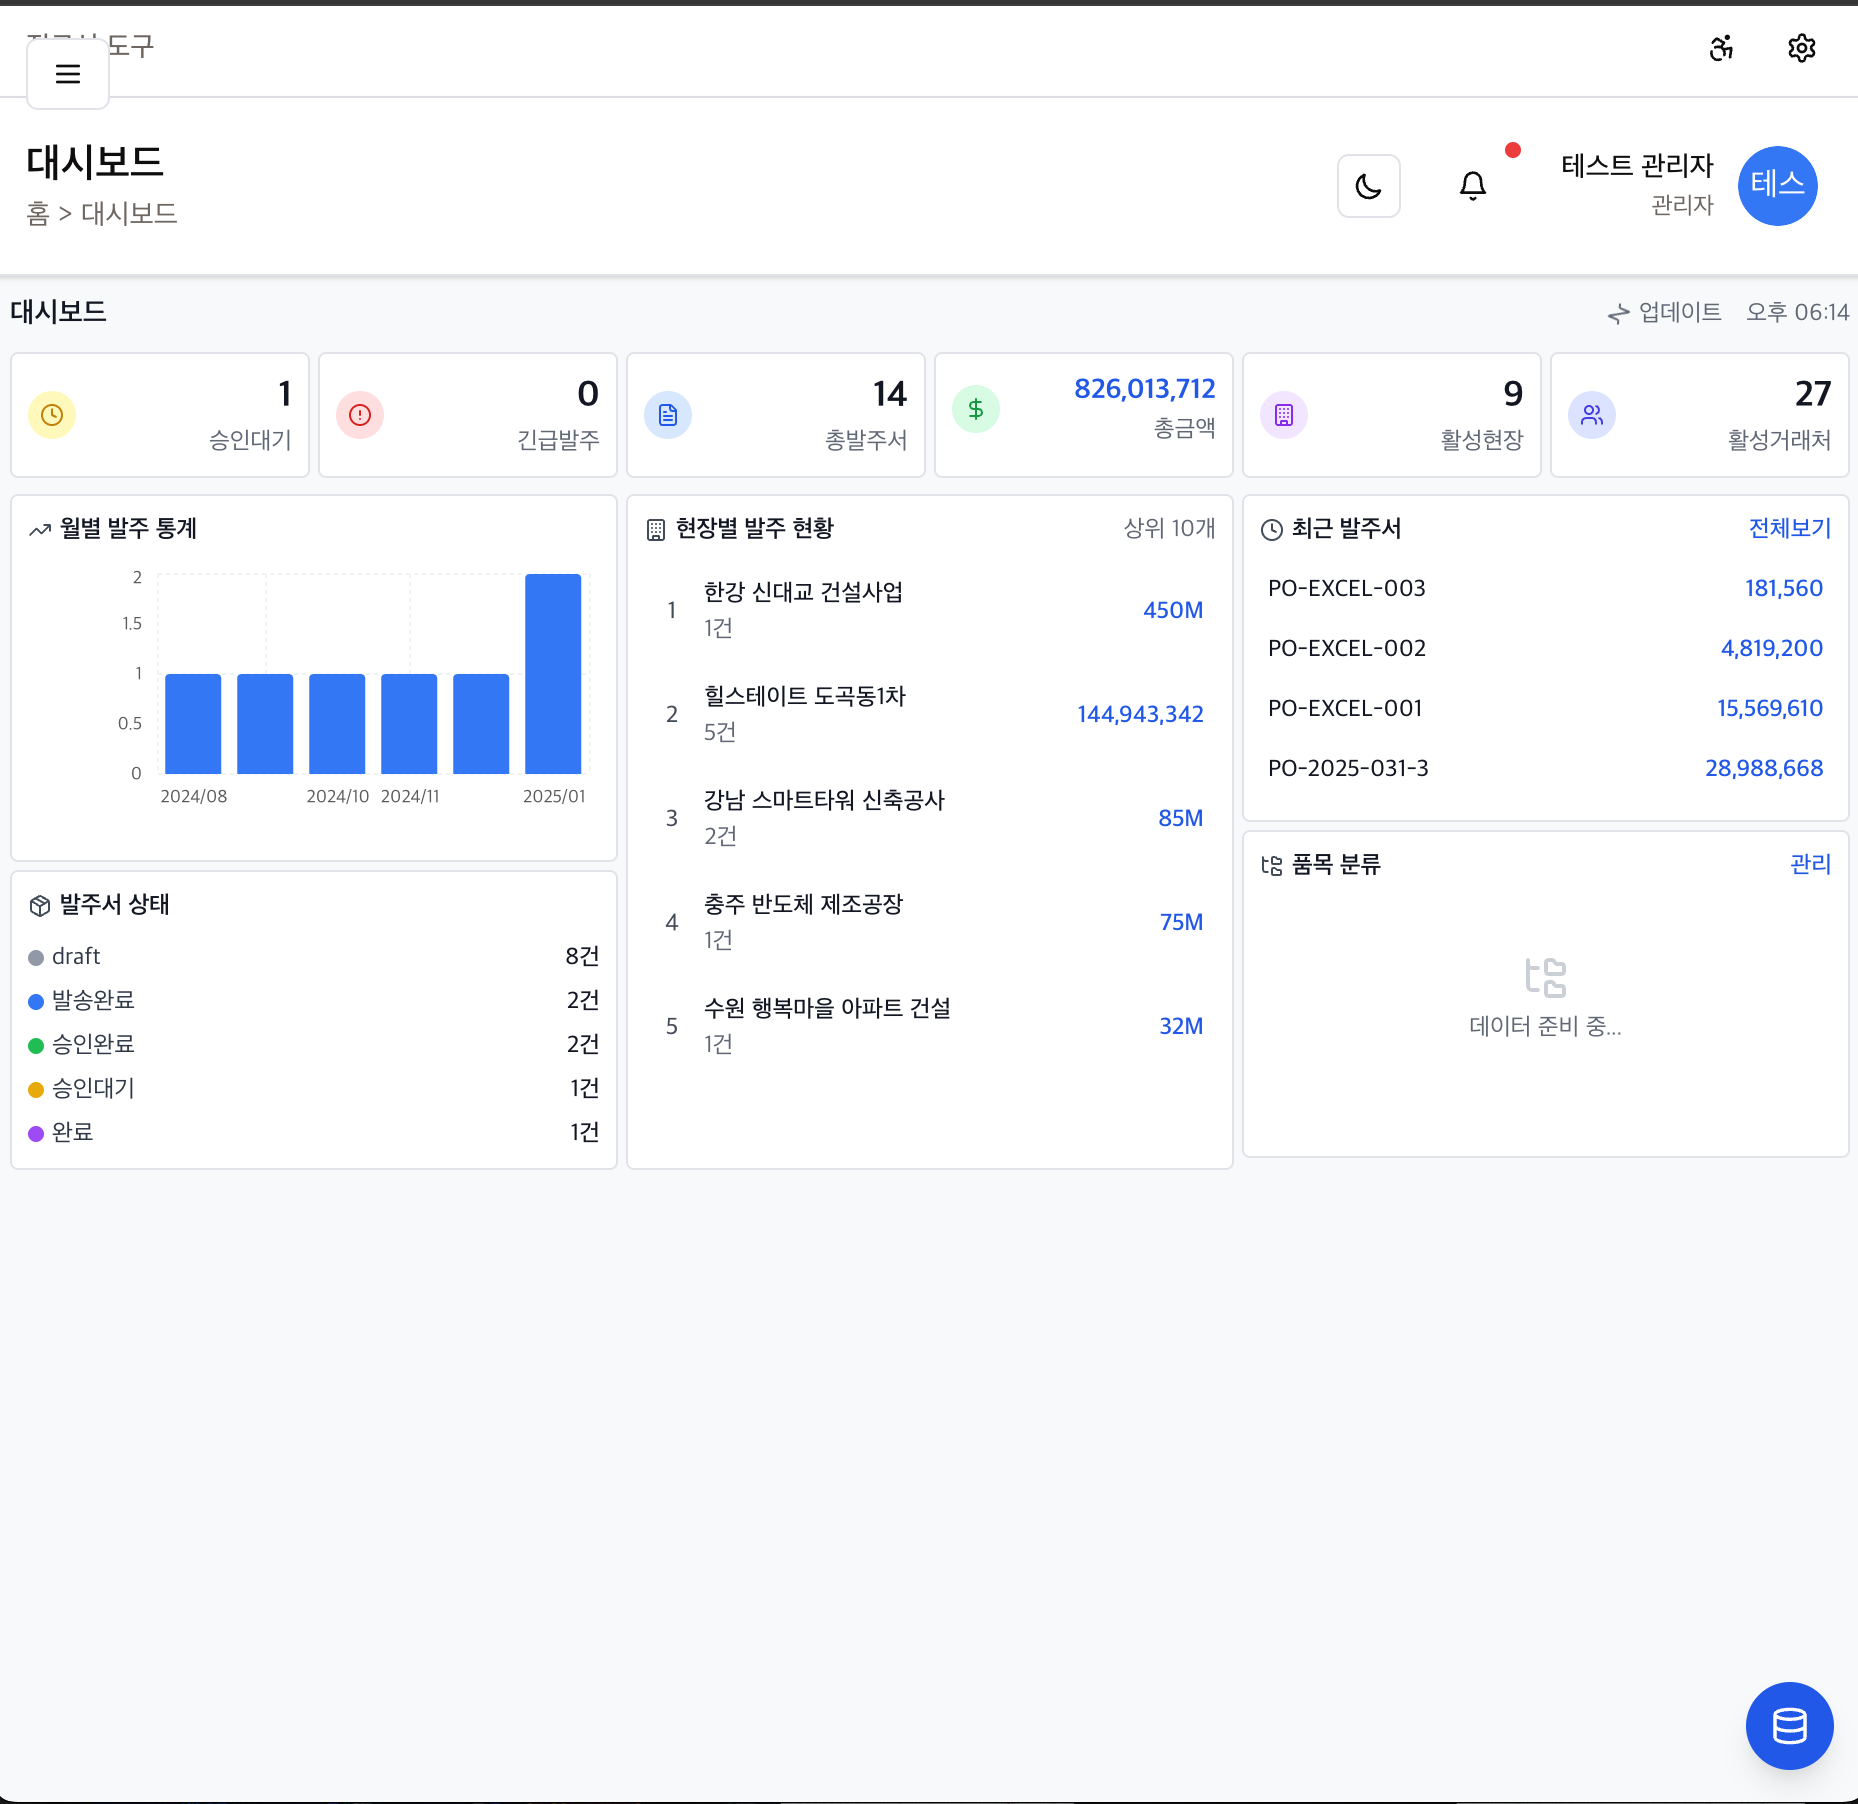 도구
대시보드
홈 > 대시보드
테스트 관리자
관리자
테스
대시보드
업데이트 오후 06:14
1
승인대기
0
긴급발주
14
총발주서
826,013,712
총금액
9
활성현장
27
활성거래처
월별 발주 통계
2
1.5
1
0.5
0
2024/08 2024/10 2024/11 2025/01
발주서 상태
draft 8건
발송완료 2건
승인완료 2건
승인대기 1건
완료 1건
현장별 발주 현황 상위 10개
1 한강 신대교 건설사업 450M
1건
2 힐스테이트 도곡동1차 144,943,342
5건
3 강남 스마트타워 신축공사 85M
2건
4 충주 반도체 제조공장 75M
1건
5 수원 행복마을 아파트 건설 32M
1건
최근 발주서 전체보기
PO-EXCEL-003 181,560
PO-EXCEL-002 4,819,200
PO-EXCEL-001 15,569,610
PO-2025-031-3 28,988,668
품목 분류 관리
데이터 준비 중...